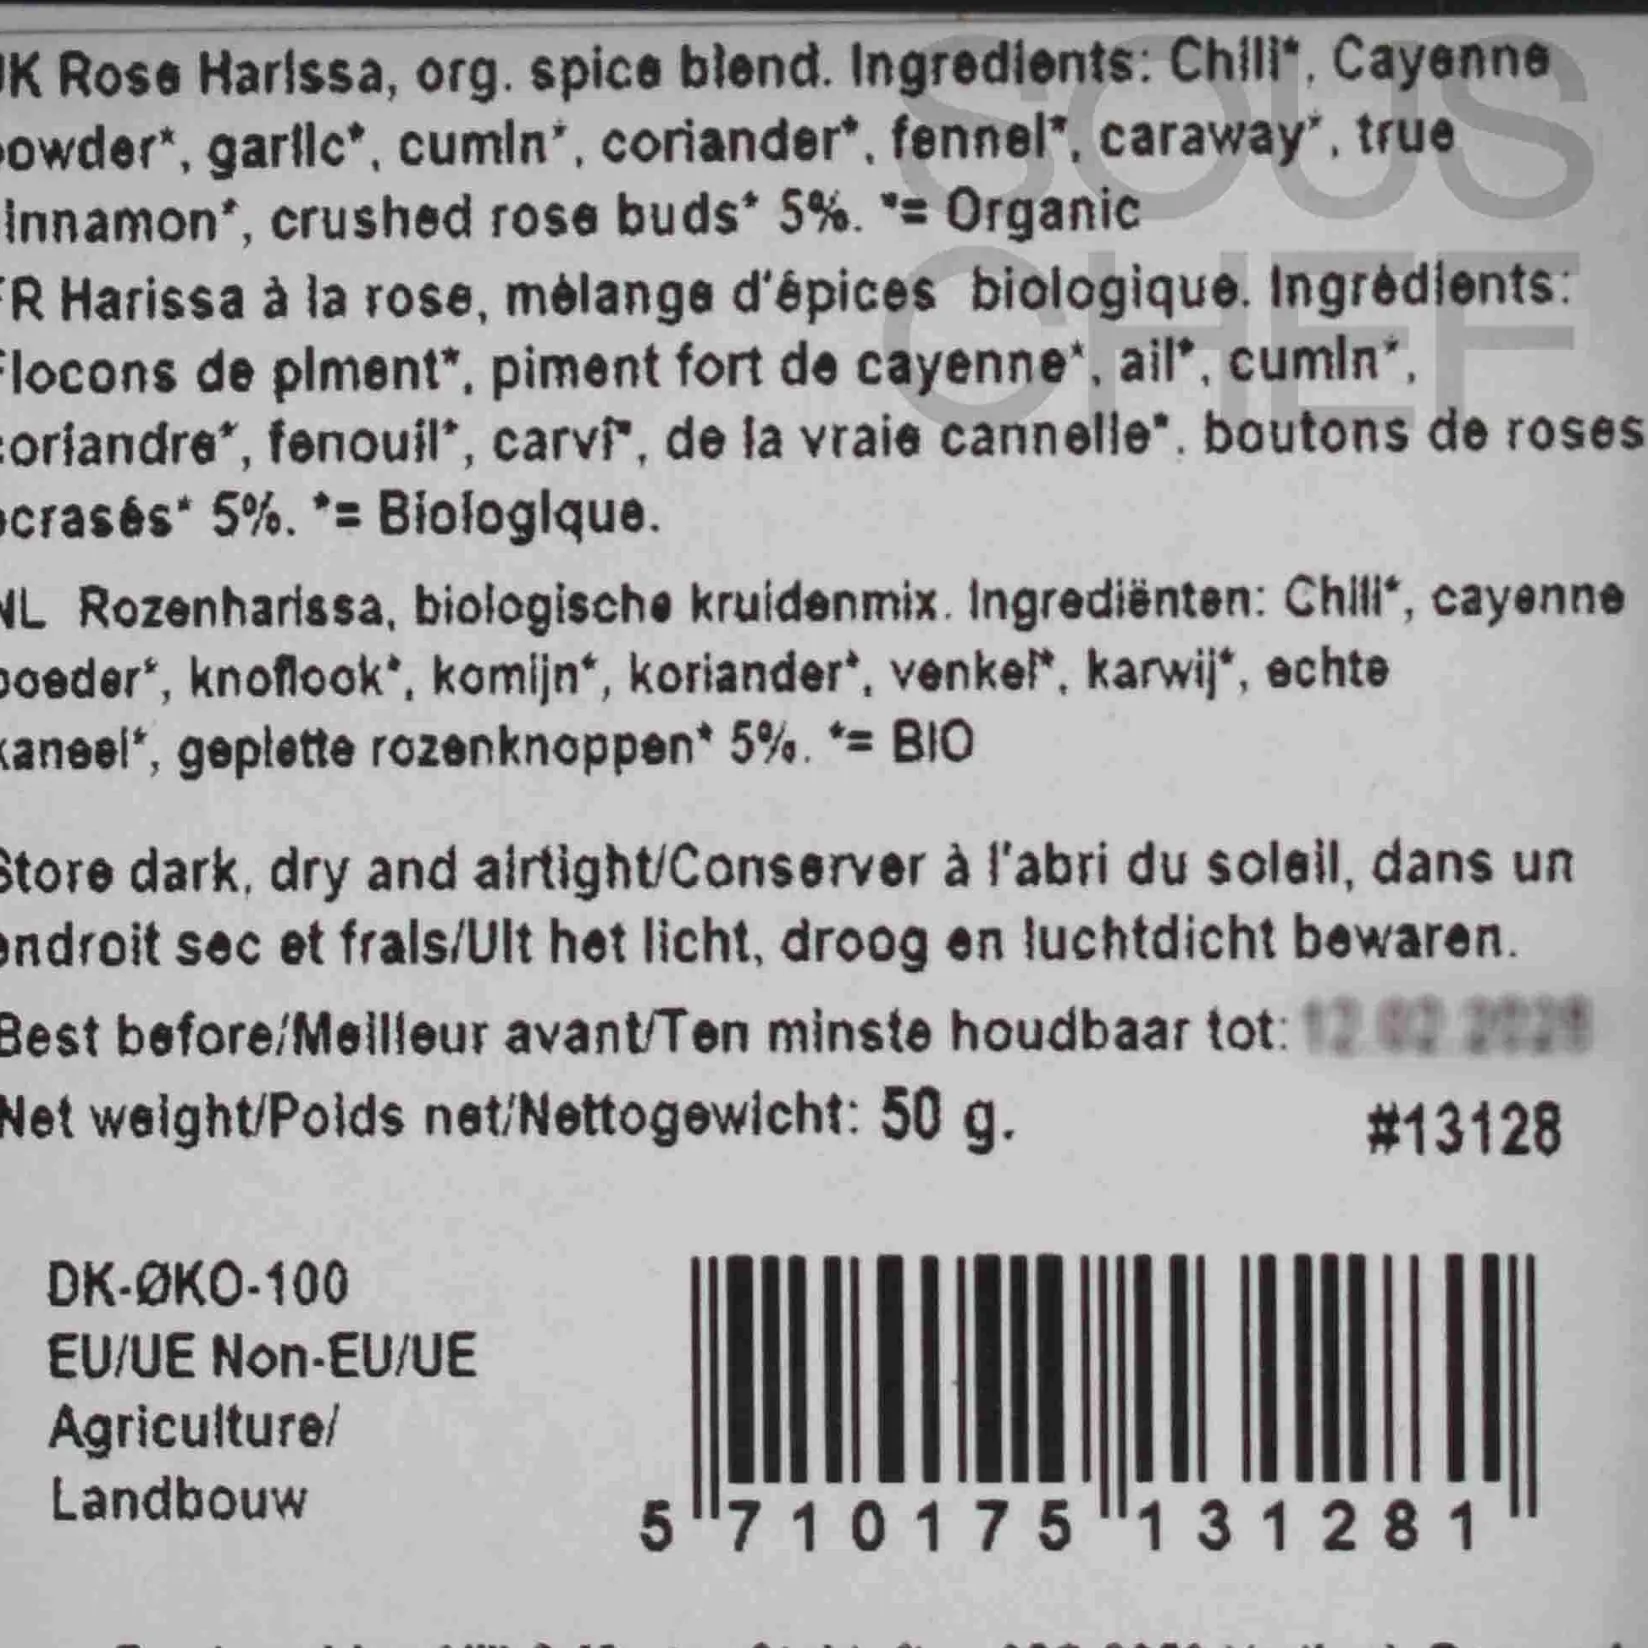 UK Rose Harissa, org. spice blend. Ingredients: Chili*, Cayenne
powder*, garlic*, cumin*, coriander*, fennel*, caraway*, true
cinnamon*, crushed rose buds* 5%. *= Organic
FR Harissa à la rose, mélange d'épices biologique. Ingrédients:
Flocons de piment*, piment fort de cayenne*, ail*, cumin*,
coriandre*, fenouil*, carvi*, de la vraie cannelle*, boutons de roses
écrasés* 5%. *= Biologique.
NL Rozenharissa, biologische kruidenmix. Ingrediënten: Chili*, cayenne
poeder*, knoflook*, komijn*, koriander*, venkel*, karwij*, echte
kaneel*, geplette rozenknoppen* 5%. *= BIO
Store dark, dry and airtight/Conserver à l'abri du soleil, dans un
endroit sec et frais/Uit het licht, droog en luchtdicht bewaren.
Best before/Meilleur avant/Ten minste houdbaar tot:
Net weight/Poids net/Nettogewicht: 50 g.
#13128
DK-ØKO-100
EU/UE Non-EU/UE
Agriculture/
Landbouw
5 710175 131281
SOUS
CHEF